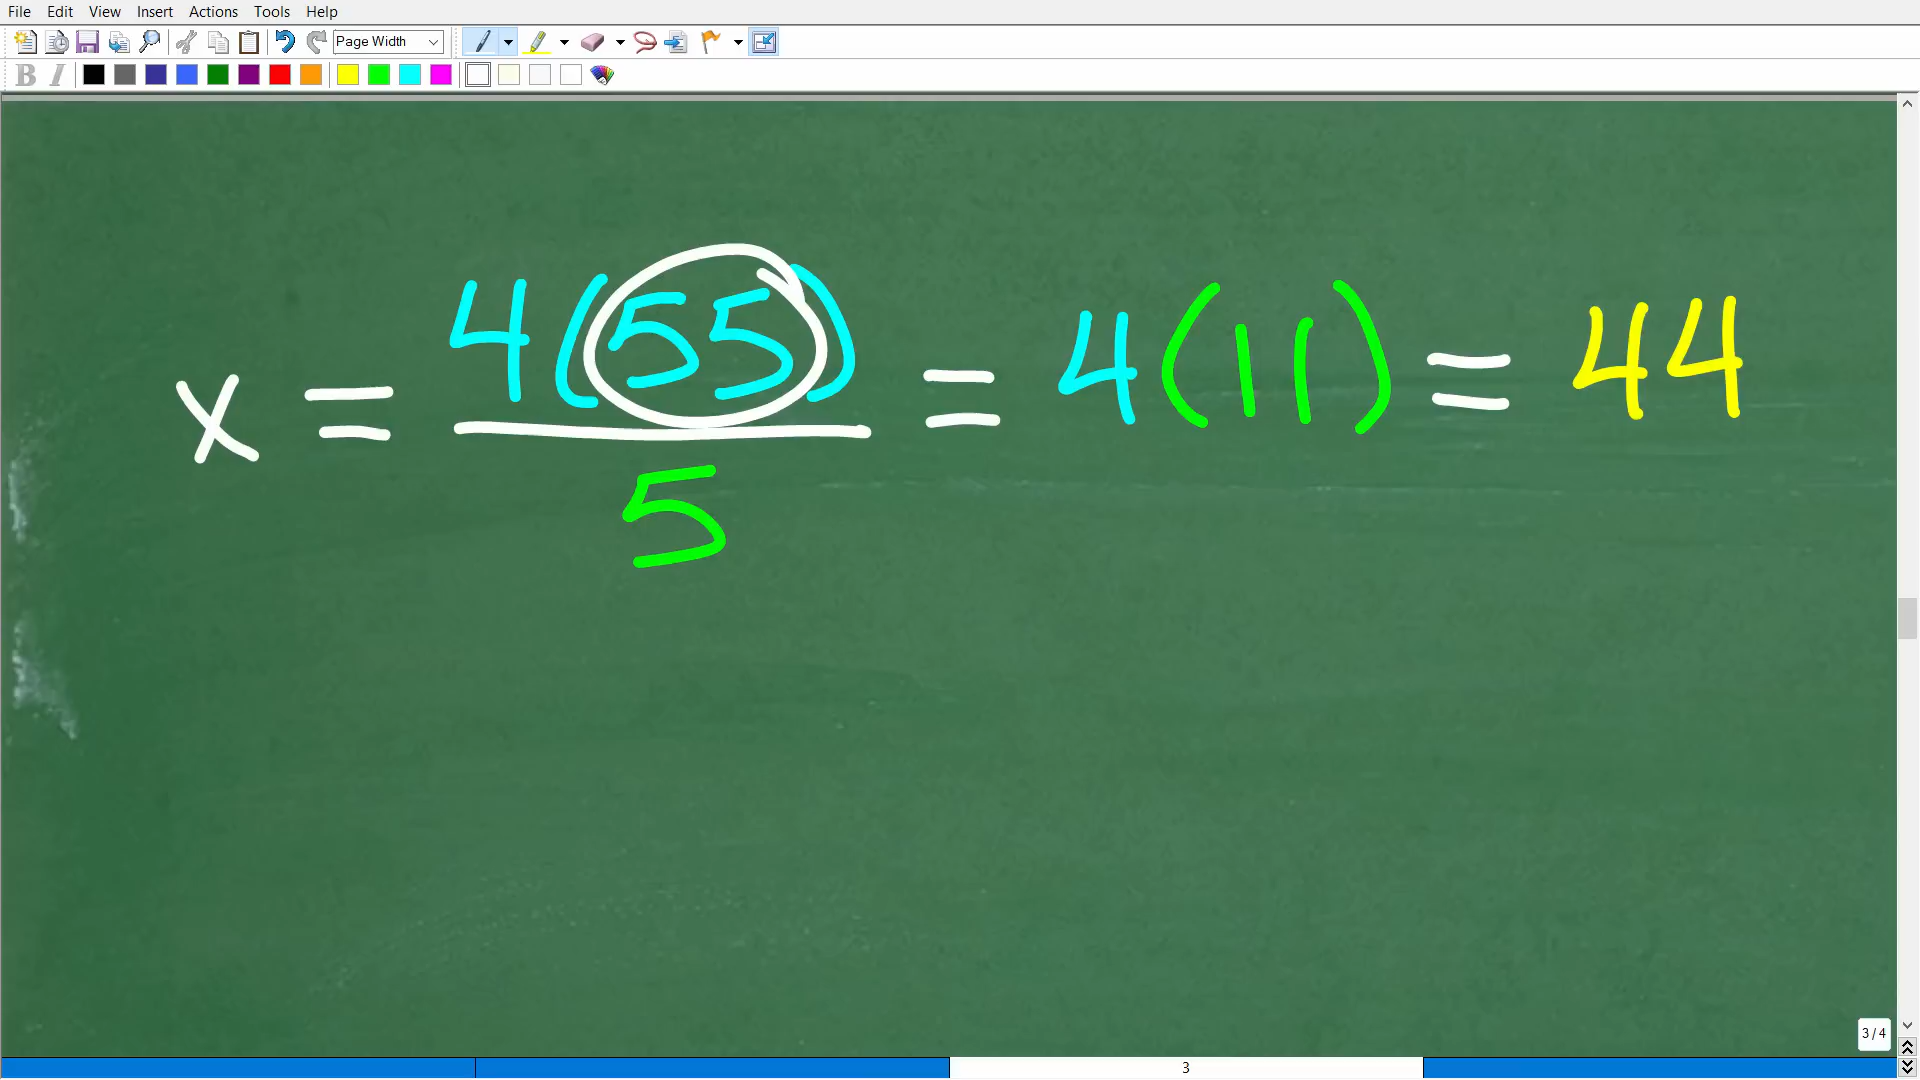 File Edit View Insert Actions Tools Help
Page Width
B I
x = 4(55)/5 = 4(11) = 44
3 / 4
3